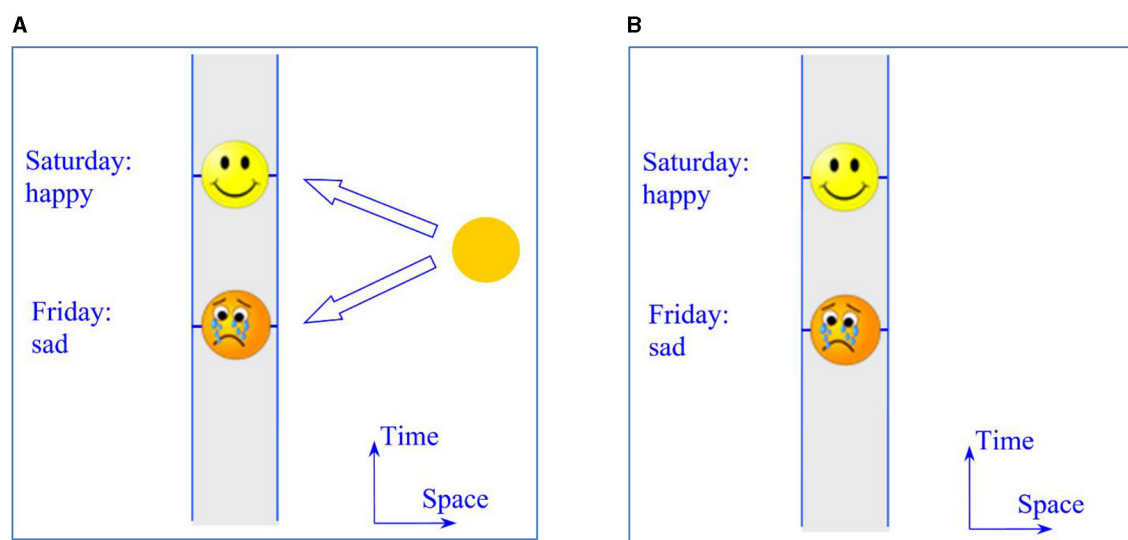 A
Saturday:
happy
Friday:
sad
Time
Space
B
Saturday:
happy
Friday:
sad
Time
Space